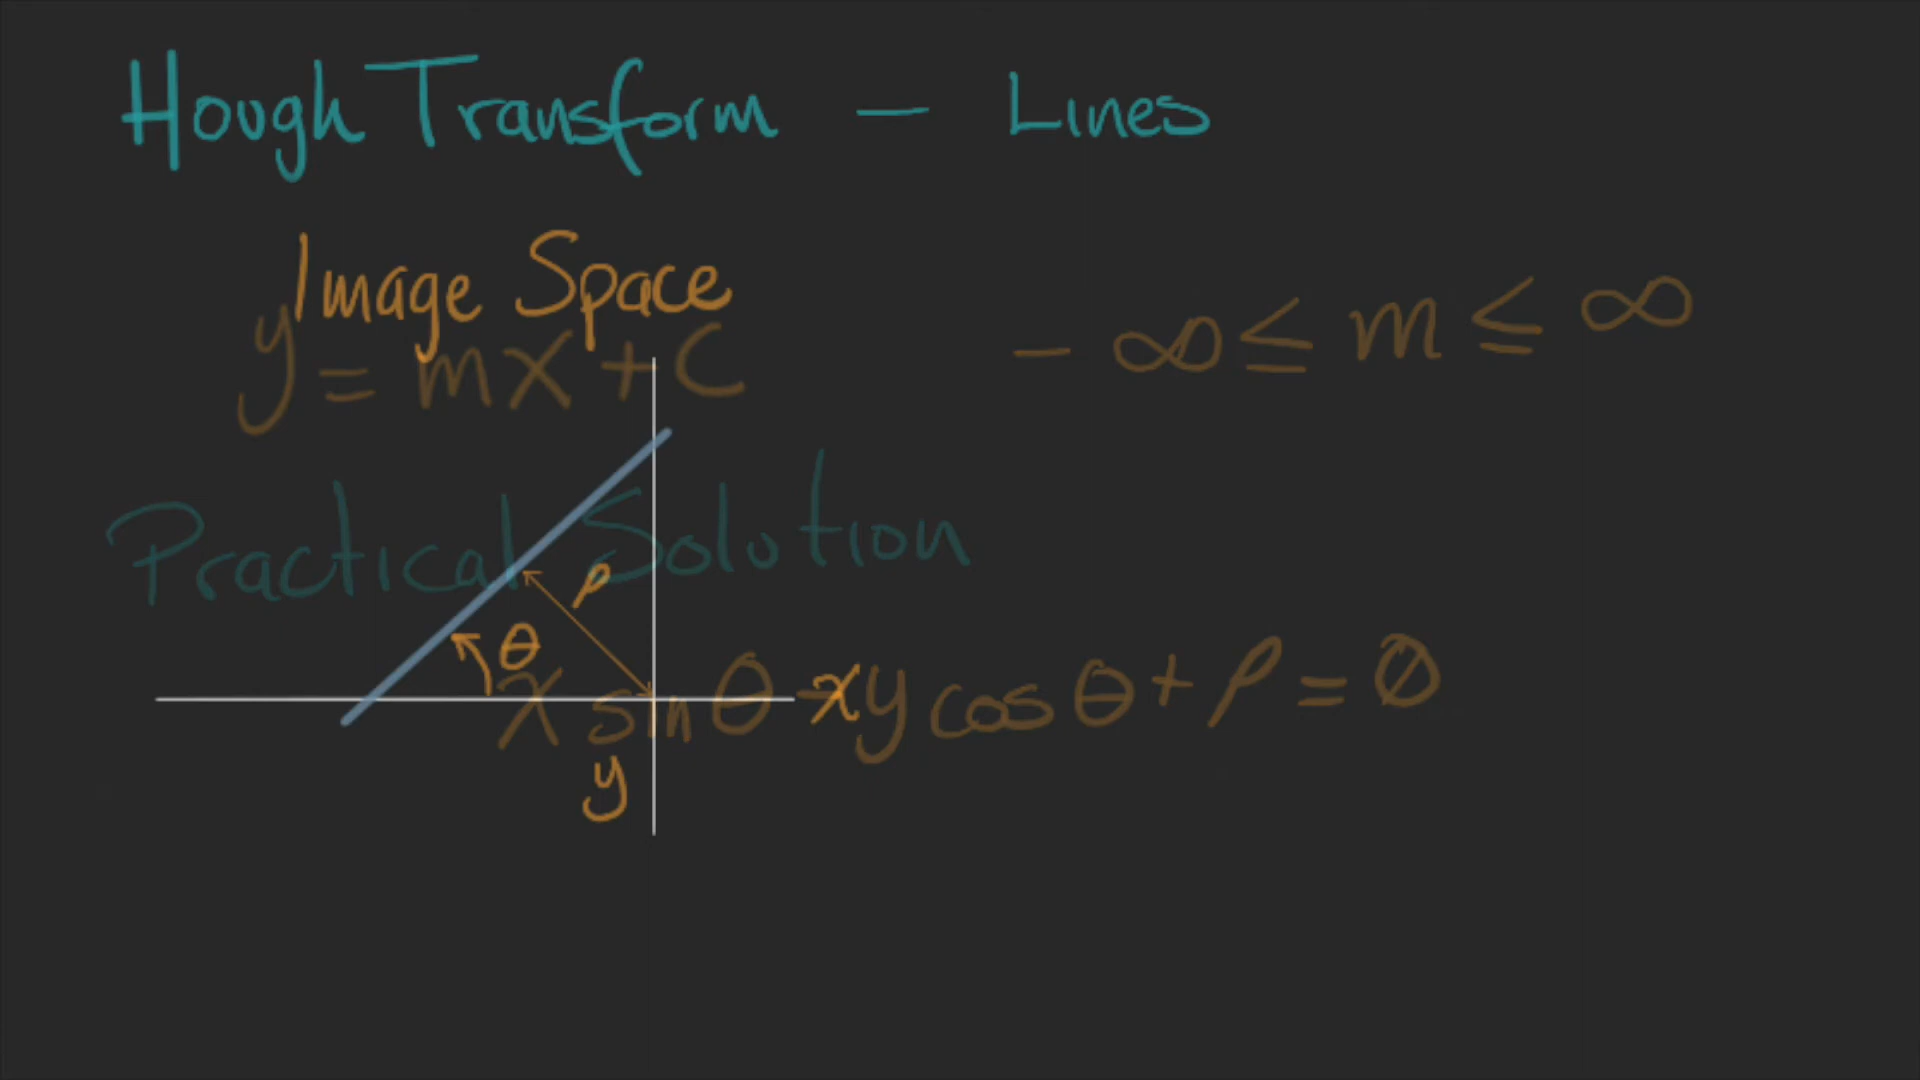 Hough Transform – Lines
Image Space
y = mx + C
- ∞ ≤ m ≤ ∞
Practical Solution
ρ
θ
x sin θ - y cos θ + ρ = 0
x
y